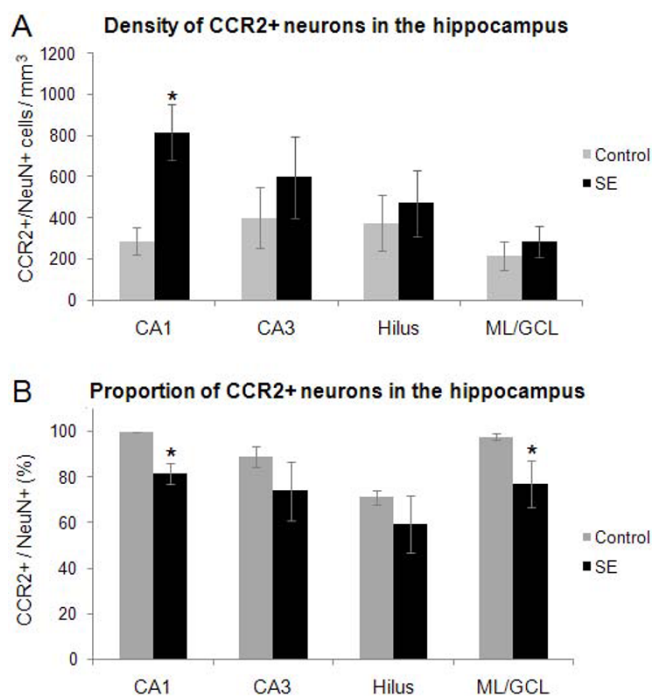 A
Density of CCR2+ neurons in the hippocampus
CCR2+/NeuN+ cells / mm³
1200
1000
800
600
400
200
0
*
CA1
CA3
Hilus
ML/GCL
Control
SE
B
Proportion of CCR2+ neurons in the hippocampus
CCR2+ / NeuN+ (%)
100
80
60
40
20
0
*
*
CA1
CA3
Hilus
ML/GCL
Control
SE